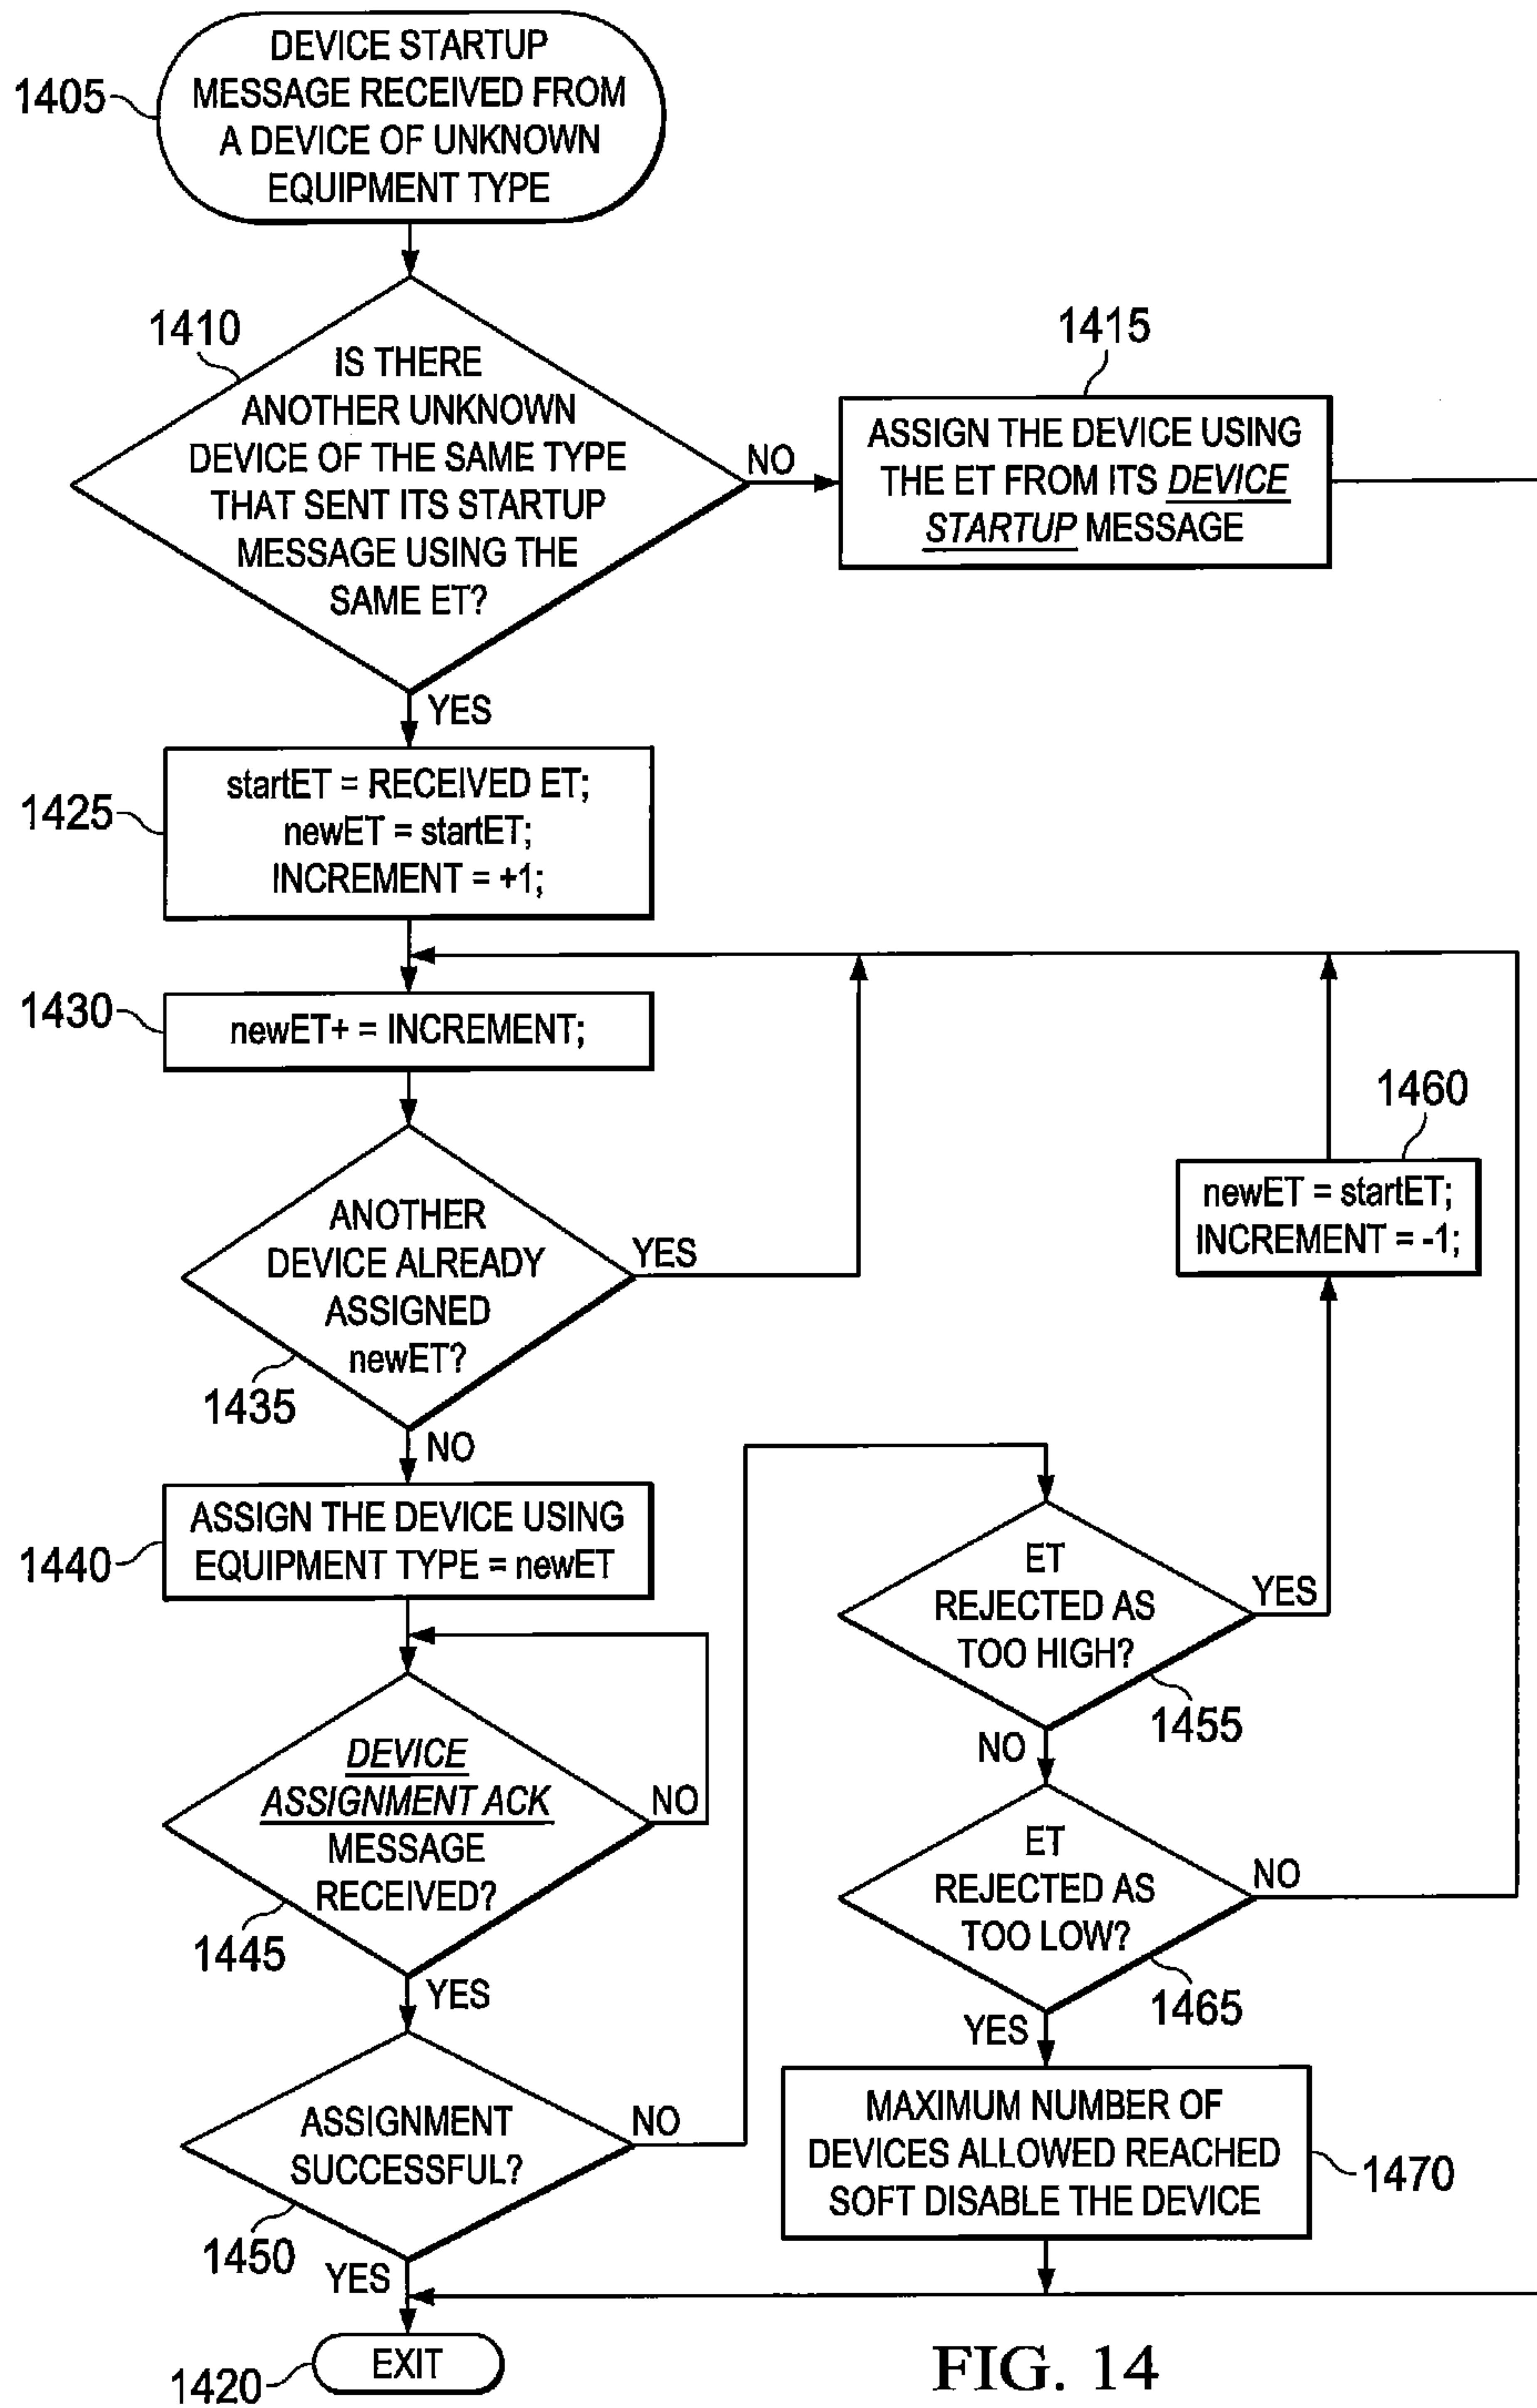 DEVICE STARTUP
MESSAGE RECEIVED FROM
A DEVICE OF UNKNOWN
EQUIPMENT TYPE
1405
1410
IS THERE
ANOTHER UNKNOWN
DEVICE OF THE SAME TYPE
THAT SENT ITS STARTUP
MESSAGE USING THE
SAME ET?
NO
1415
ASSIGN THE DEVICE USING
THE ET FROM ITS DEVICE
STARTUP MESSAGE
YES
1425
startET = RECEIVED ET;
newET = startET;
INCREMENT = +1;
1430
newET+ = INCREMENT;
ANOTHER
DEVICE ALREADY
ASSIGNED
newET?
YES
1435
NO
1460
newET = startET;
INCREMENT = -1;
1440
ASSIGN THE DEVICE USING
EQUIPMENT TYPE = newET
DEVICE
ASSIGNMENT ACK
MESSAGE
RECEIVED?
NO
1445
YES
ASSIGNMENT
SUCCESSFUL?
NO
1450
YES
ET
REJECTED AS
TOO HIGH?
YES
1455
NO
ET
REJECTED AS
TOO LOW?
NO
1465
YES
MAXIMUM NUMBER OF
DEVICES ALLOWED REACHED
SOFT DISABLE THE DEVICE
1470
EXIT
1420
FIG. 14